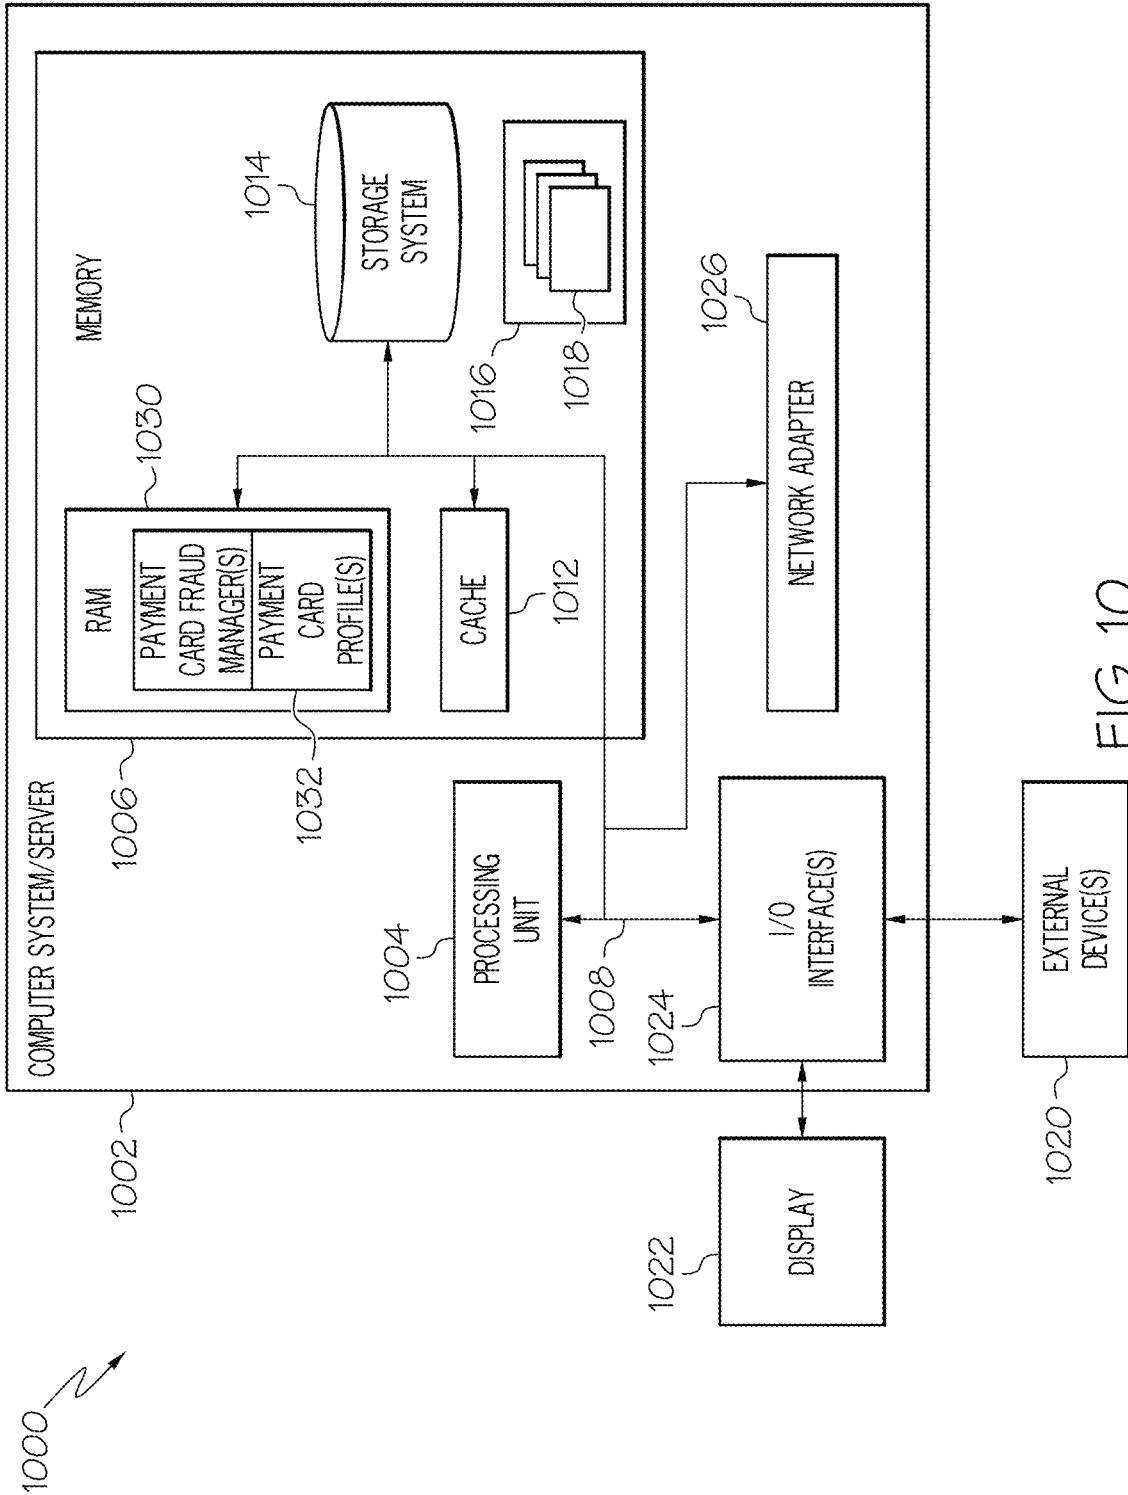 1000
1002
COMPUTER SYSTEM/SERVER
1006
MEMORY
RAM
1030
PAYMENT
CARD FRAUD
MANAGER(S)
PAYMENT
CARD
PROFILE(S)
1032
1014
STORAGE
SYSTEM
CACHE
1012
1016
1018
1004
PROCESSING
UNIT
1008
1024
I/O
INTERFACE(S)
1026
NETWORK ADAPTER
1022
DISPLAY
1020
EXTERNAL
DEVICE(S)
FIG. 10